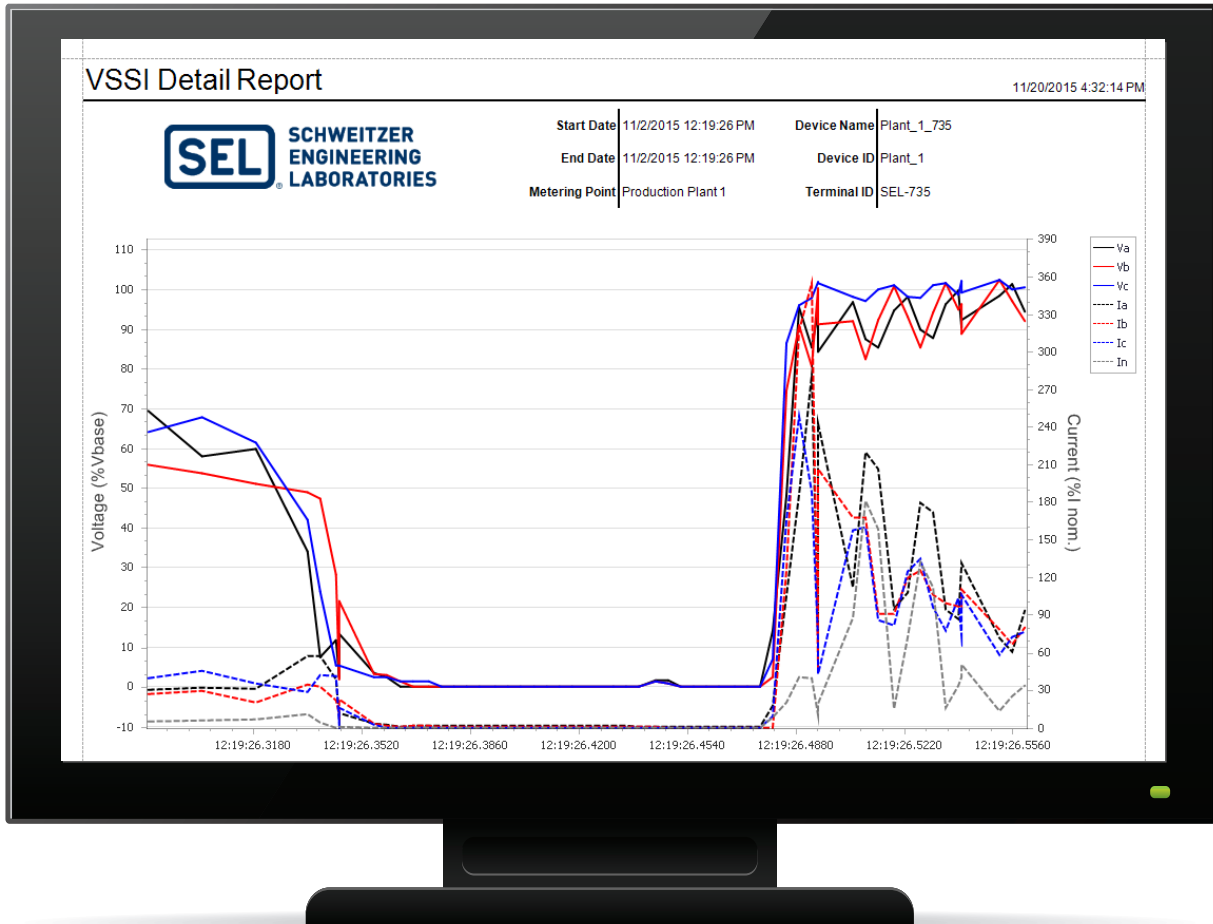 VSSI Detail Report
11/20/2015 4:32:14 PM
SEL
SCHWEITZER
ENGINEERING
LABORATORIES
®
Start Date 11/2/2015 12:19:26 PM
End Date 11/2/2015 12:19:26 PM
Metering Point Production Plant 1
Device Name Plant_1_735
Device ID Plant_1
Terminal ID SEL-735
Voltage (%Vbase)
110
100
90
80
70
60
50
40
30
20
10
0
-10
12:19:26.3180 12:19:26.3520 12:19:26.3860 12:19:26.4200 12:19:26.4540 12:19:26.4880 12:19:26.5220 12:19:26.5560
390
360
330
300
270
240
210
180
150
120
90
60
30
0
Current (%I nom.)
Va
Vb
Vc
Ia
Ib
Ic
In